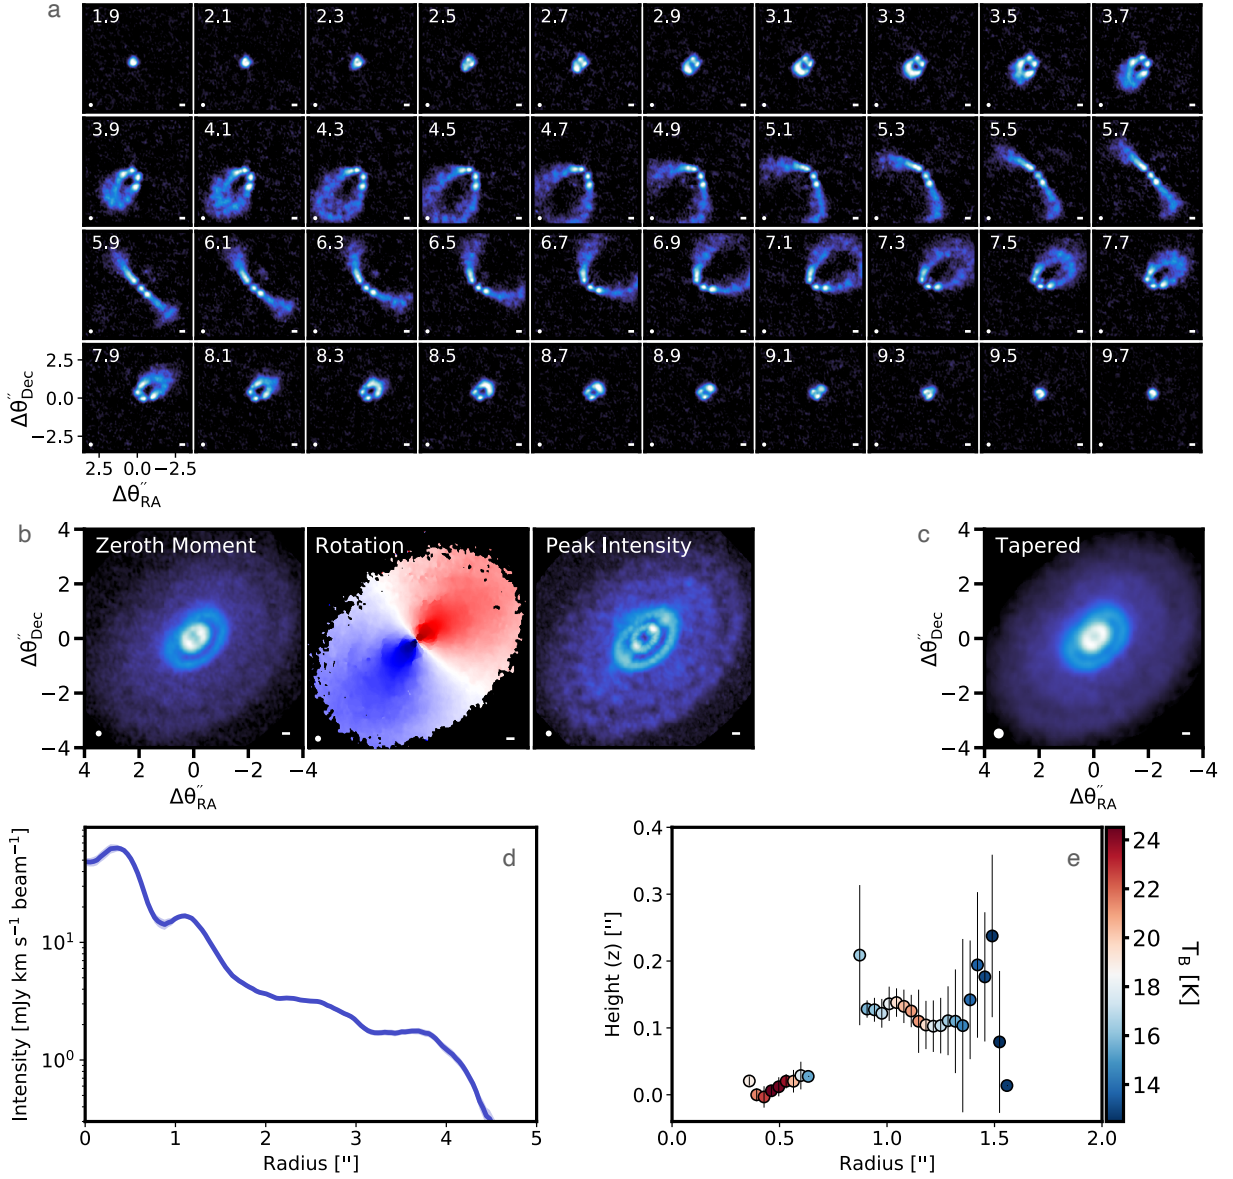 a
1.9 2.1 2.3 2.5 2.7 2.9 3.1 3.3 3.5 3.7
3.9 4.1 4.3 4.5 4.7 4.9 5.1 5.3 5.5 5.7
5.9 6.1 6.3 6.5 6.7 6.9 7.1 7.3 7.5 7.7
7.9 8.1 8.3 8.5 8.7 8.9 9.1 9.3 9.5 9.7
2.5
0.0
−2.5
Δθ″Dec
2.5 0.0 −2.5
Δθ″RA
b
Zeroth Moment Rotation Peak Intensity
4
2
0
−2
−4
Δθ″Dec
4 2 0 −2 −4
Δθ″RA
c
Tapered
4
2
0
−2
−4
Δθ″Dec
4 2 0 −2 −4
Δθ″RA
d
Intensity [mJy km s⁻¹ beam⁻¹]
10¹
10⁰
0 1 2 3 4 5
Radius ["]
e
Height (z) ["]
0.4
0.3
0.2
0.1
0.0
0.0 0.5 1.0 1.5 2.0
Radius ["]
24
22
20
18
16
14
T_B [K]